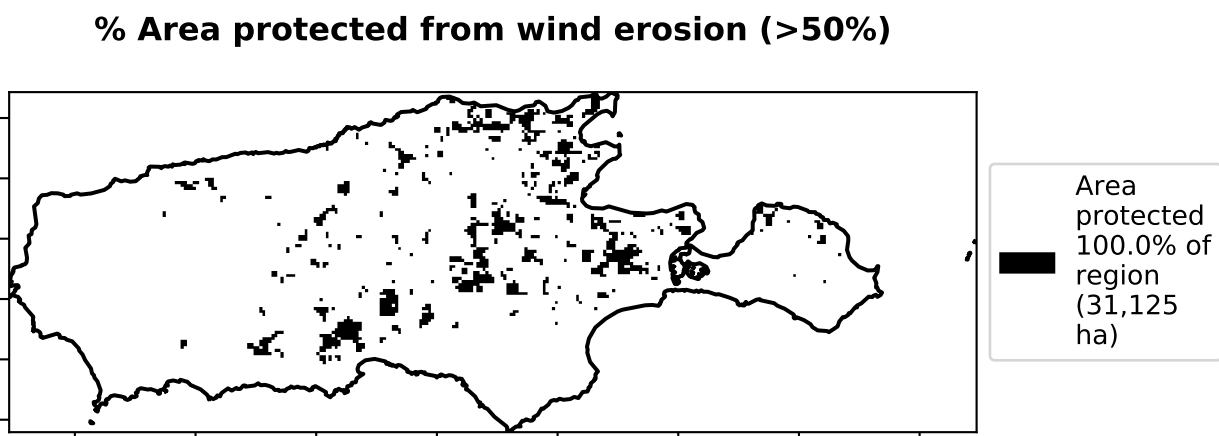 % Area protected from wind erosion (>50%)
Area
protected
100.0% of
region
(31,125
ha)